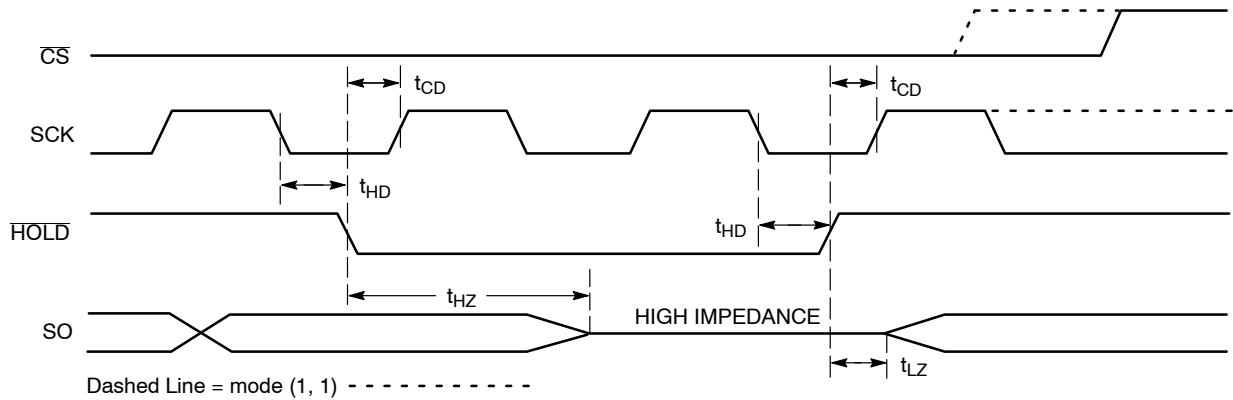 CS
tCD
tCD
SCK
tHD
HOLD
tHD
tHZ
HIGH IMPEDANCE
SO
tLZ
Dashed Line = mode (1, 1)